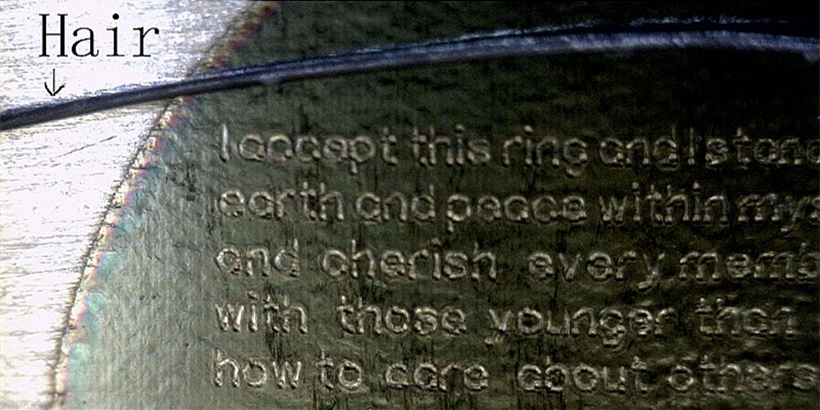 Hair
I accept this ring and I stand
earth and peace within mys
and cherish every memb
with those younger than
how to care about others